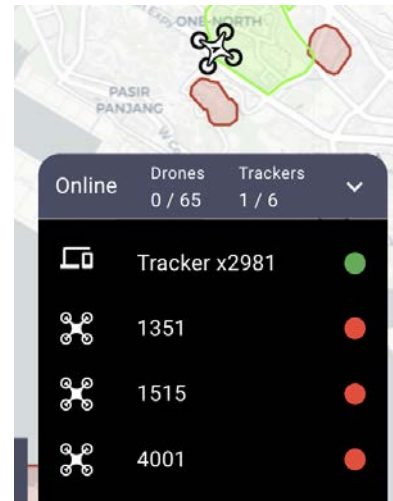 ONE-NORTH
PASIR
PANJANG
Online
Drones
0 / 65
Trackers
1 / 6
Tracker x2981
1351
1515
4001